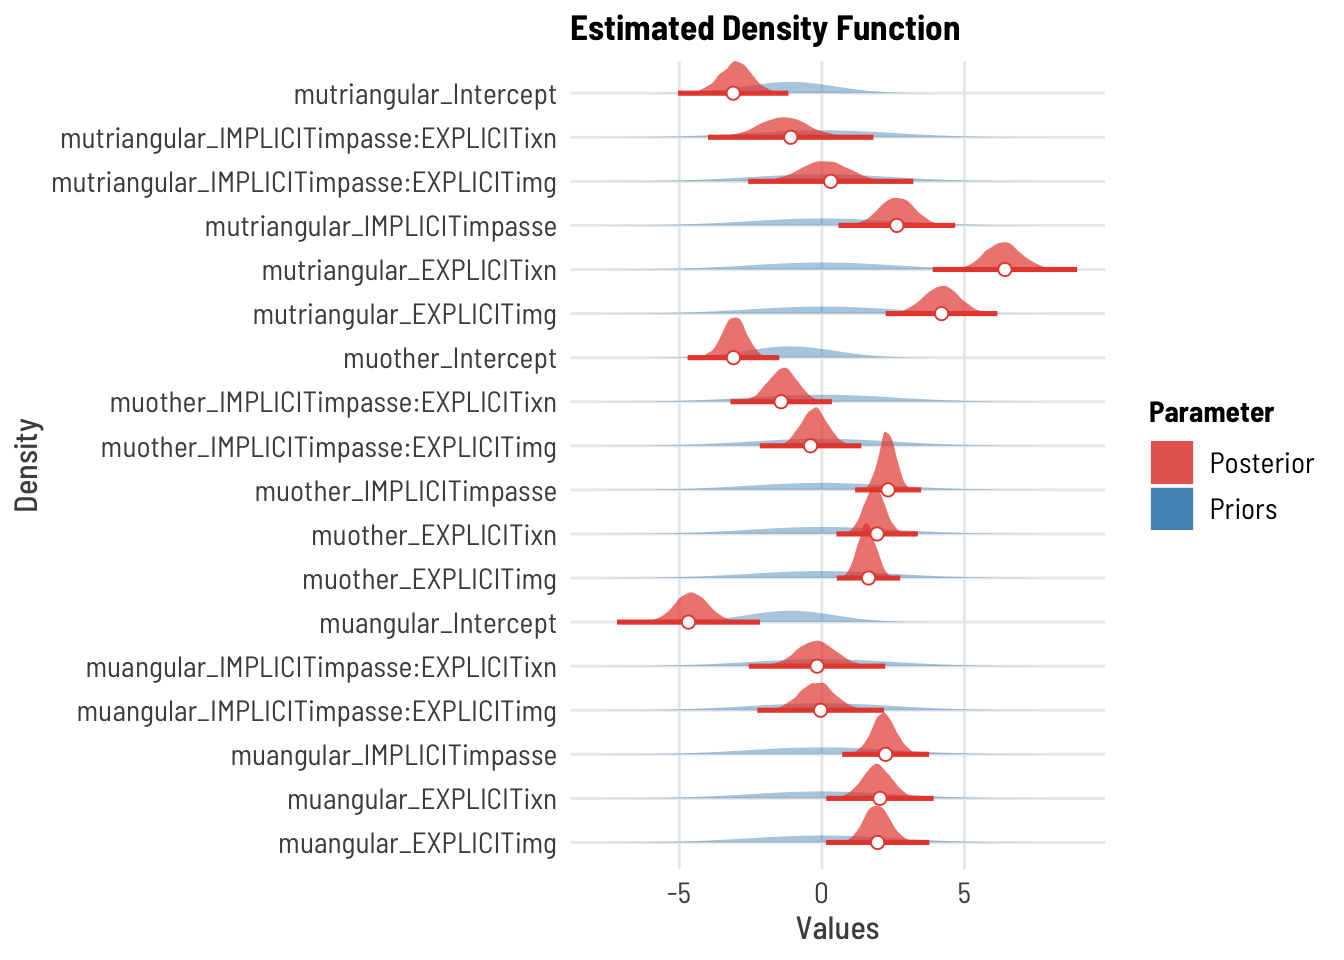 Estimated Density Function
mutriangular_Intercept
mutriangular_IMPLICITimpasse:EXPLICITixn
mutriangular_IMPLICITimpasse:EXPLICITimg
mutriangular_IMPLICITimpasse
mutriangular_EXPLICITixn
mutriangular_EXPLICITimg
muother_Intercept
muother_IMPLICITimpasse:EXPLICITixn
muother_IMPLICITimpasse:EXPLICITimg
muother_IMPLICITimpasse
muother_EXPLICITixn
muother_EXPLICITimg
muangular_Intercept
muangular_IMPLICITimpasse:EXPLICITixn
muangular_IMPLICITimpasse:EXPLICITimg
muangular_IMPLICITimpasse
muangular_EXPLICITixn
muangular_EXPLICITimg
Density
-5 0 5
Values
Parameter
Posterior
Priors